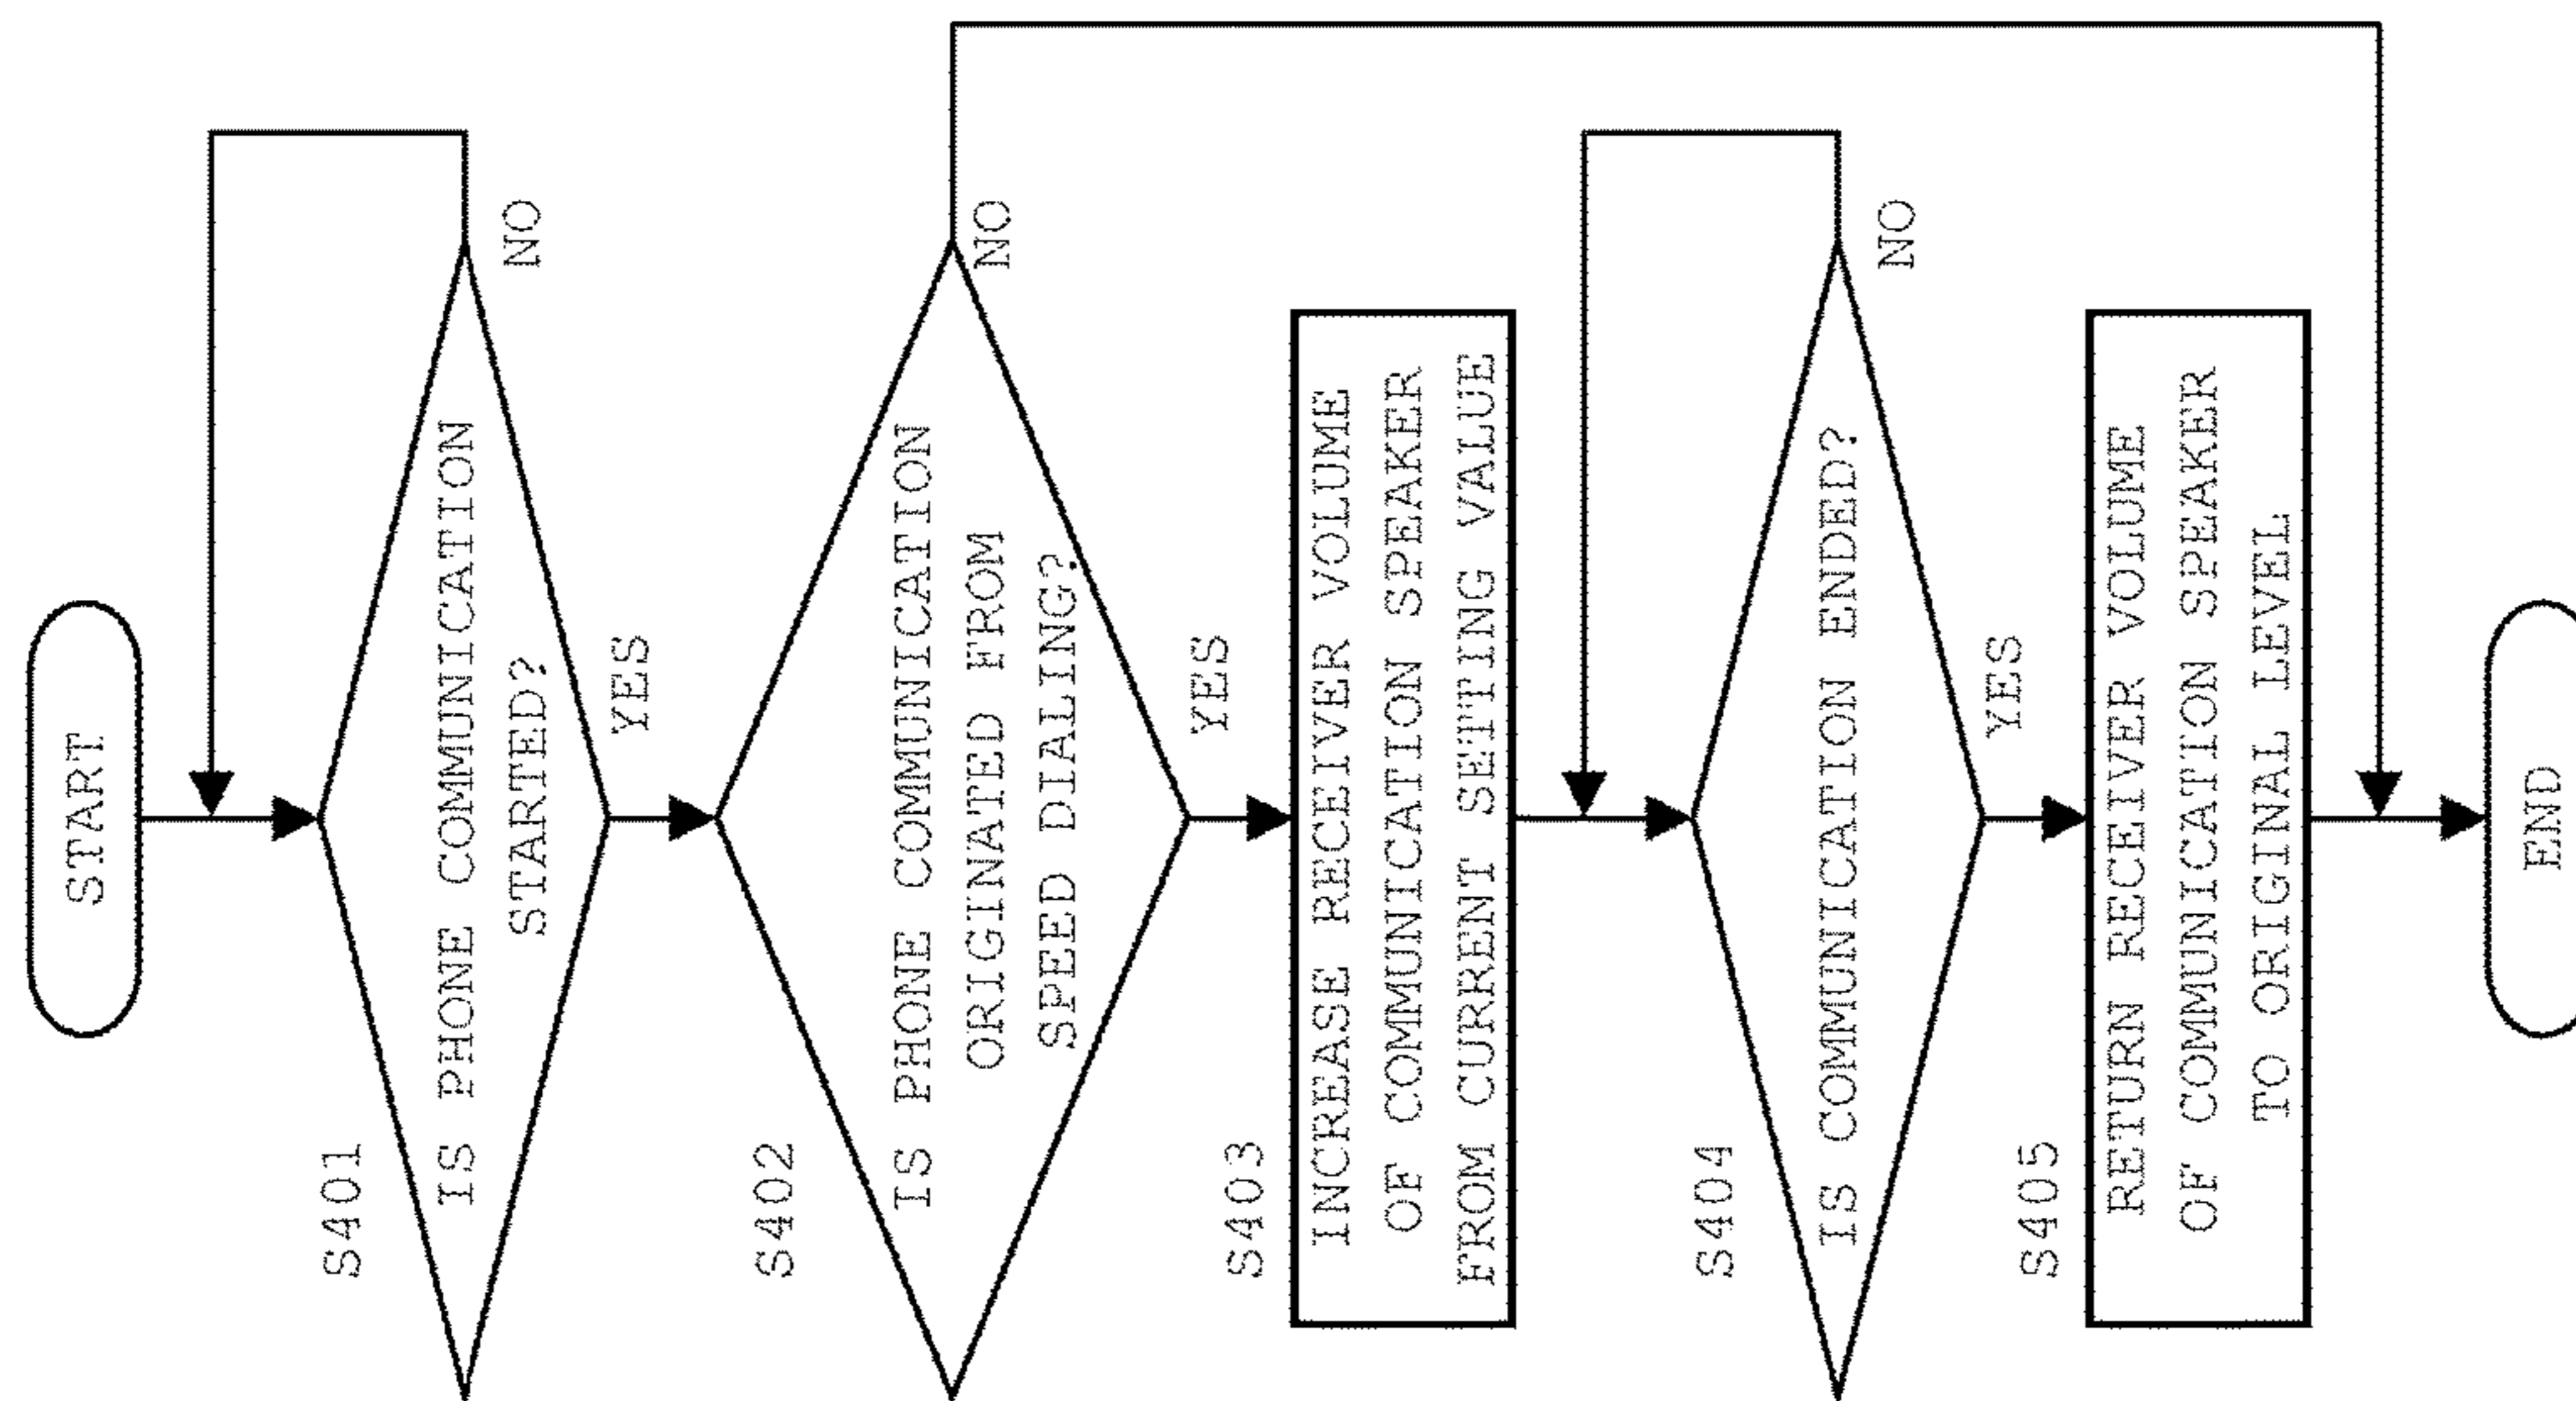 START
S401
IS PHONE COMMUNICATION
STARTED?
NO
YES
S402
IS PHONE COMMUNICATION
ORIGINATED FROM
SPEED DIALING?
NO
YES
S403
INCREASE RECEIVER VOLUME
OF COMMUNICATION SPEAKER
FROM CURRENT SETTING VALUE
S404
IS COMMUNICATION ENDED?
NO
YES
S405
RETURN RECEIVER VOLUME
OF COMMUNICATION SPEAKER
TO ORIGINAL LEVEL
END